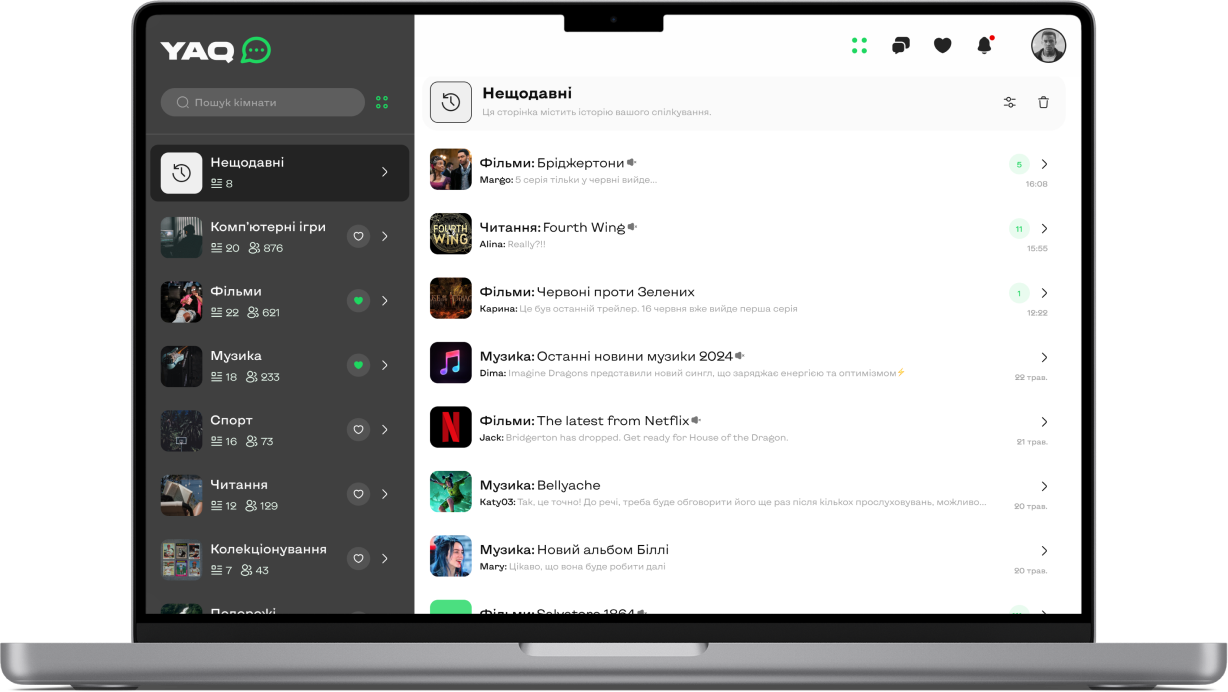 YAQ
Пошук кімнати
Нещодавні
8
Комп'ютерні ігри
20 876
Фільми
22 621
Музика
18 233
Спорт
16 73
Читання
12 129
Колекціонування
7 43
Подорожі
Нещодавні
Ця сторінка містить історію вашого спілкування.
Фільми: Бріджертони
5
Margo: 5 серія тільки у червні вийде...
16:08
FOURTH
WING
Читання: Fourth Wing
11
Alina: Really?!!
15:55
Фільми: Червоні проти Зелених
1
Карина: Це був останній трейлер. 16 червня вже вийде перша серія
12:22
Музика: Останні новини музики 2024
Dima: Imagine Dragons представили новий сингл, що заряджає енергією та оптимізмом⚡
22 трав.
Фільми: The latest from Netflix
Jack: Bridgerton has dropped. Get ready for House of the Dragon.
21 трав.
Музика: Bellyache
Katy03: Так, це точно! До речі, треба буде обговорити його ще раз після кількох прослуховувань, можливо...
20 трав.
Музика: Новий альбом Біллі
Mary: Цікаво, що вона буде робити далі
20 трав.
Фільми: Salvatore 1864